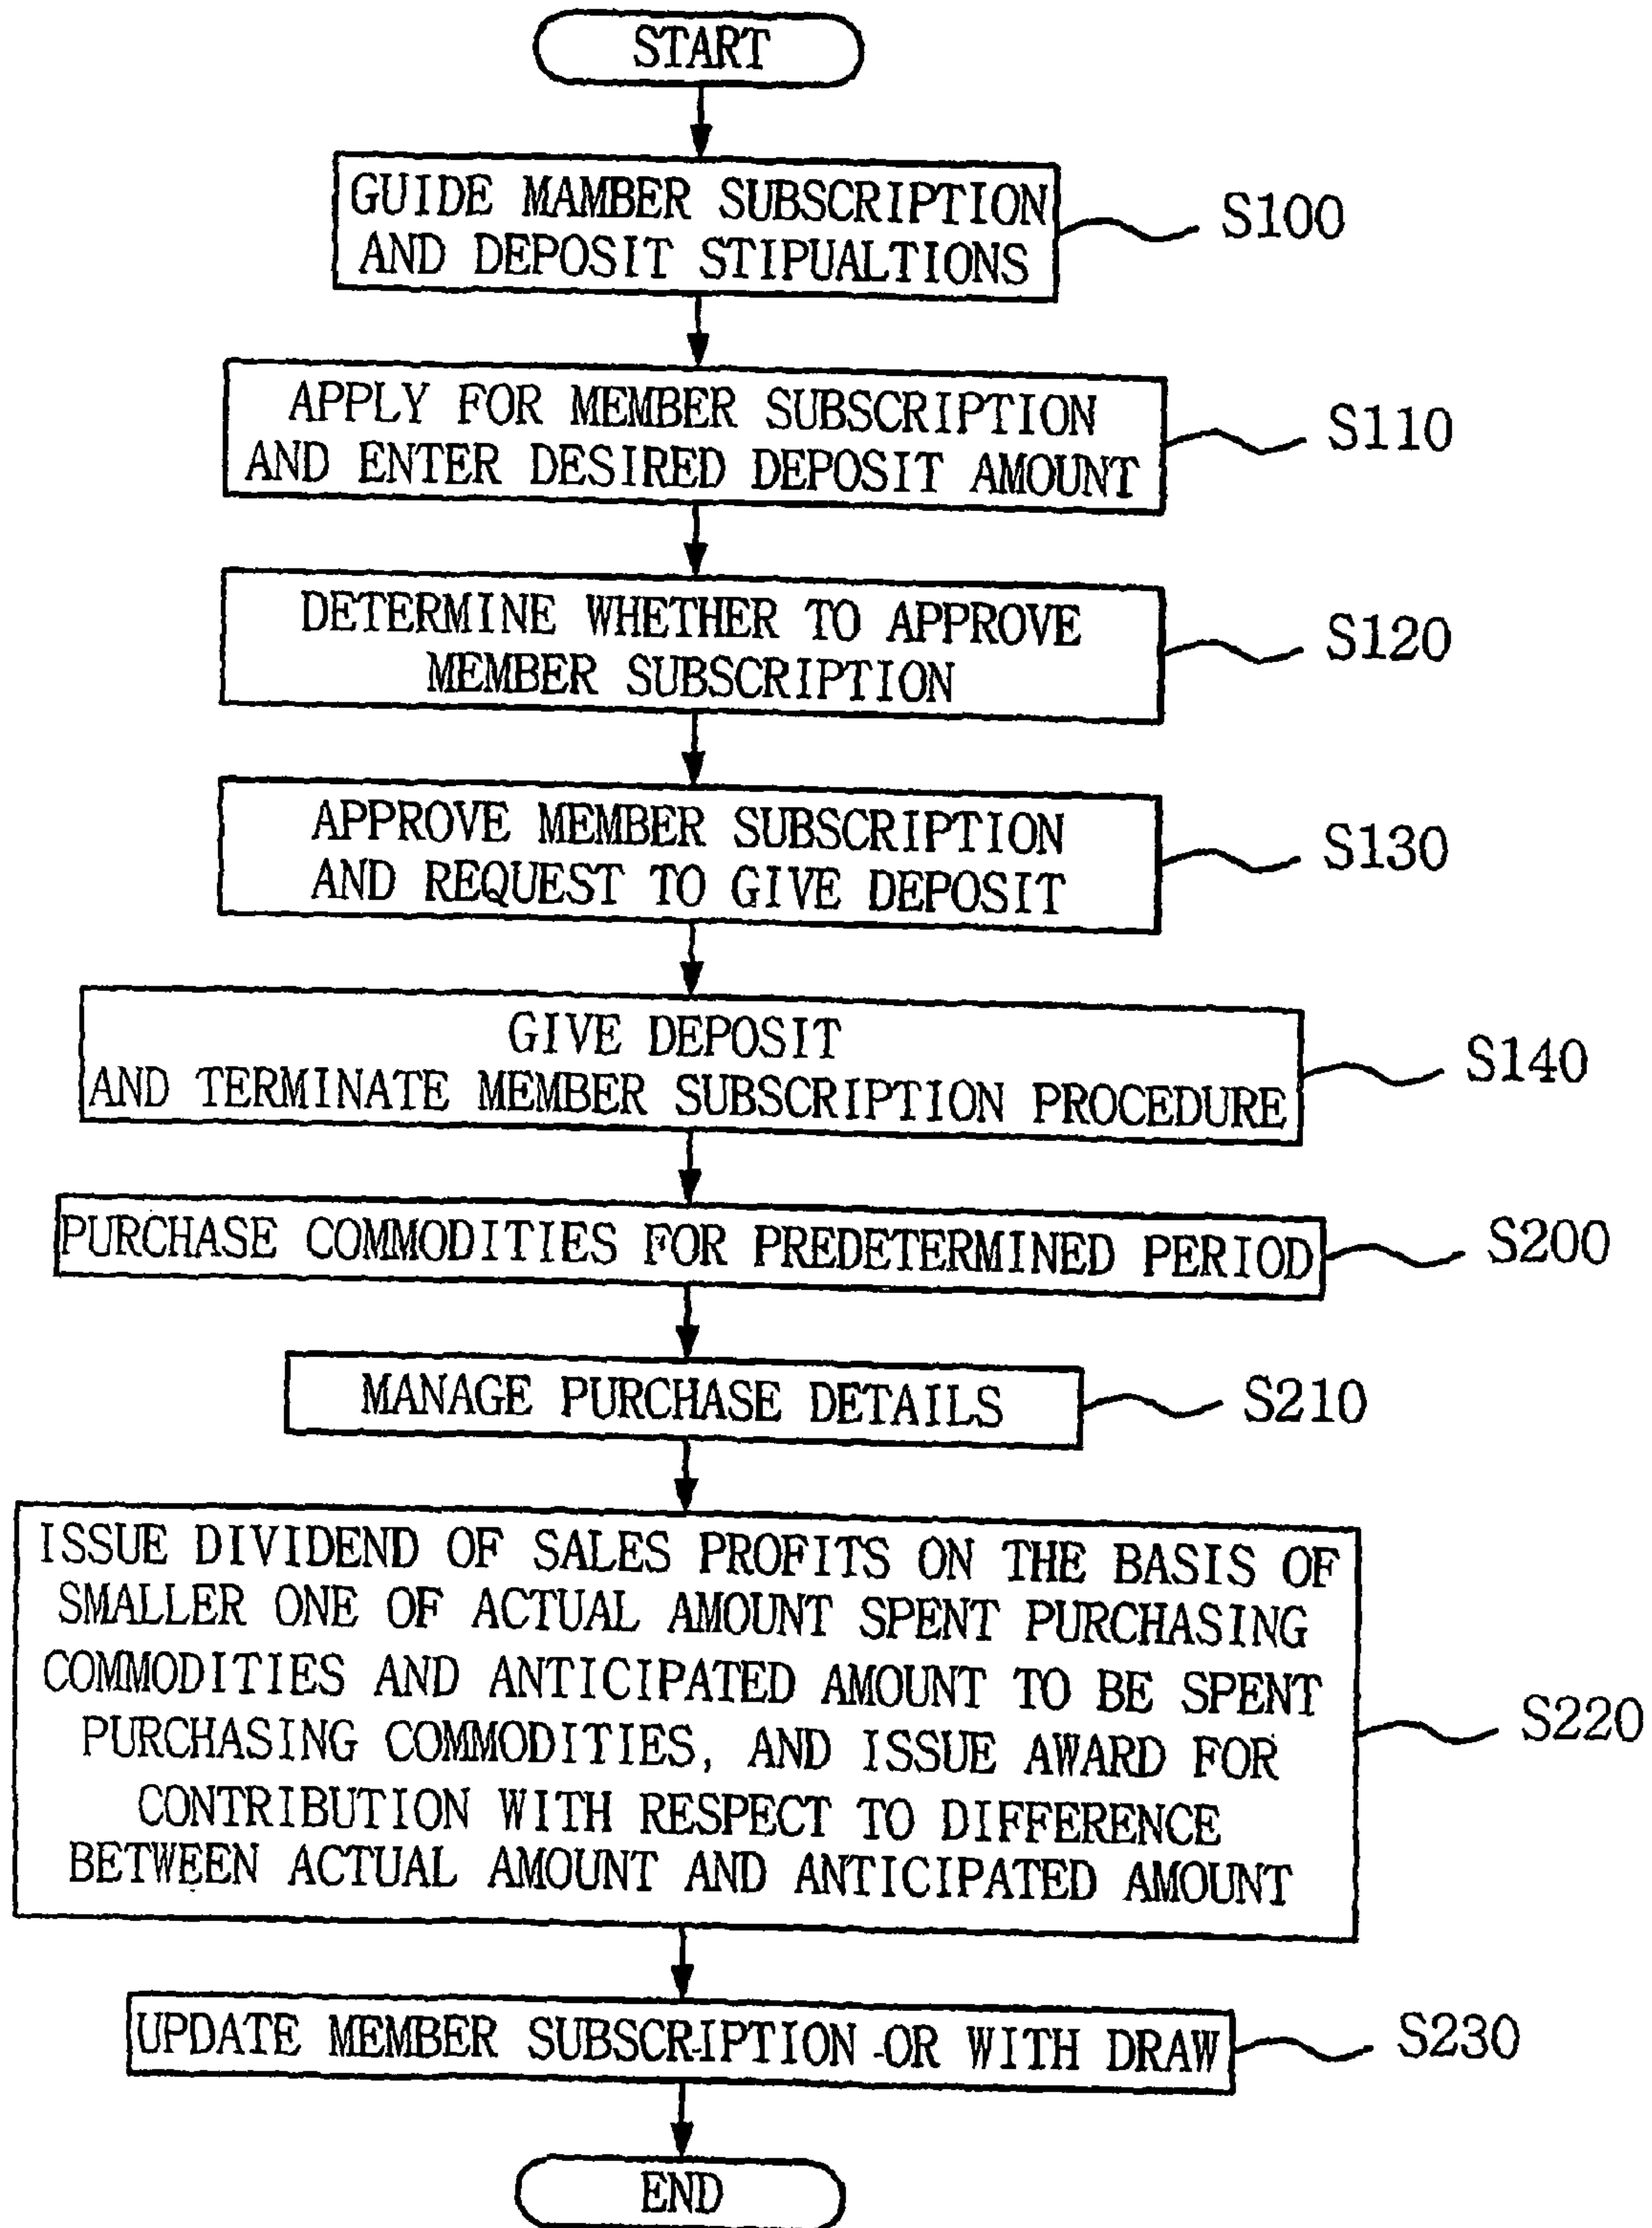 START
GUIDE MAMBER SUBSCRIPTION
AND DEPOSIT STIPUALTIONS
S100
APPLY FOR MEMBER SUBSCRIPTION
AND ENTER DESIRED DEPOSIT AMOUNT
S110
DETERMINE WHETHER TO APPROVE
MEMBER SUBSCRIPTION
S120
APPROVE MEMBER SUBSCRIPTION
AND REQUEST TO GIVE DEPOSIT
S130
GIVE DEPOSIT
AND TERMINATE MEMBER SUBSCRIPTION PROCEDURE
S140
PURCHASE COMMODITIES FOR PREDETERMINED PERIOD
S200
MANAGE PURCHASE DETAILS
S210
ISSUE DIVIDEND OF SALES PROFITS ON THE BASIS OF
SMALLER ONE OF ACTUAL AMOUNT SPENT PURCHASING
COMMODITIES AND ANTICIPATED AMOUNT TO BE SPENT
PURCHASING COMMODITIES, AND ISSUE AWARD FOR
CONTRIBUTION WITH RESPECT TO DIFFERENCE
BETWEEN ACTUAL AMOUNT AND ANTICIPATED AMOUNT
S220
UPDATE MEMBER SUBSCRIPTION OR WITH DRAW
S230
END